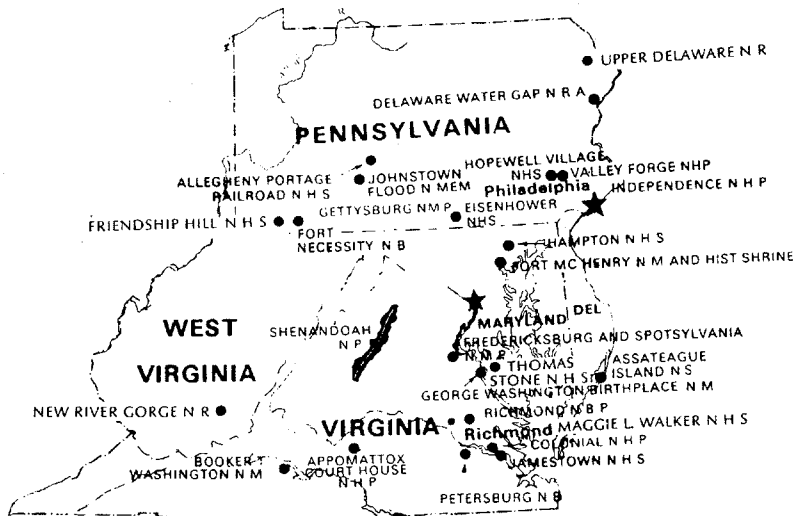 UPPER DELAWARE N R
DELAWARE WATER GAP N R A
PENNSYLVANIA
HOPEWELL VILLAGE
NHS
VALLEY FORGE NHP
ALLEGHENY PORTAGE
RAILROAD N H S
JOHNSTOWN
FLOOD N MEM
Philadelphia
INDEPENDENCE N H P
GETTYSBURG NM P
EISENHOWER
NHS
FRIENDSHIP HILL N H S
FORT
NECESSITY N B
HAMPTON N H S
FORT MC HENRY N M AND HIST SHRINE
WEST
VIRGINIA
SHENANDOAH
N P
MARYLAND
DEL
FREDERICKSBURG AND SPOTSYLVANIA
N M P
THOMAS
STONE N H S
ASSATEAGUE
ISLAND N S
GEORGE WASHINGTON BIRTHPLACE N M
NEW RIVER GORGE N R
RICHMOND N B P
VIRGINIA
Richmond
MAGGIE L. WALKER N H S
COLONIAL N H P
JAMESTOWN N H S
BOOKER T
WASHINGTON N M
APPOMATTOX
COURT HOUSE
N H P
PETERSBURG N B